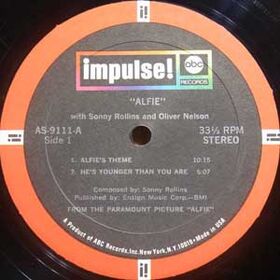 impulse!
abc
RECORDS
"ALFIE"
with Sonny Rollins and Oliver Nelson
AS-9111-A
Side 1
33⅓ RPM
STEREO
1. ALFIE'S THEME 10:15
2. HE'S YOUNGER THAN YOU ARE 5:07
Composed by: Sonny Rollins
Published by: Ensign Music Corp.—BMI
FROM THE PARAMOUNT PICTURE "ALFIE"
A Product of ABC Records, Inc. New York, N.Y. 10019 • Made in USA